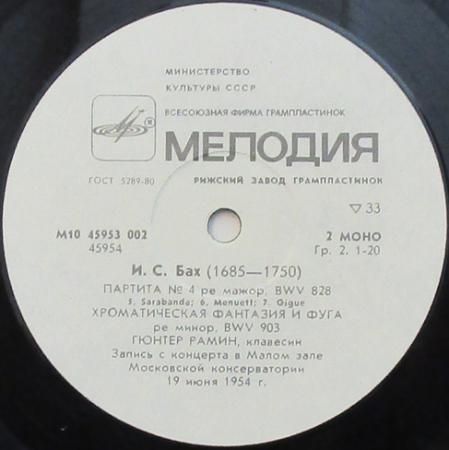 МИНИСТЕРСТВО
КУЛЬТУРЫ СССР
ВСЕСОЮЗНАЯ ФИРМА ГРАМПЛАСТИНОК
МЕЛОДИЯ
ГОСТ 5289-80 РИЖСКИЙ ЗАВОД ГРАМПЛАСТИНОК
▽33
М10 45953 002 2 МОНО
45954 Гр. 2. 1-20
И. С. Бах (1685—1750)
ПАРТИТА № 4 ре мажор, BWV 828
5. Sarabanda; 6. Menuett; 7. Gigue
ХРОМАТИЧЕСКАЯ ФАНТАЗИЯ И ФУГА
ре минор, BWV 903
ГЮНТЕР РАМИН, клавесин
Запись с концерта в Малом зале
Московской консерватории
19 июня 1954 г.